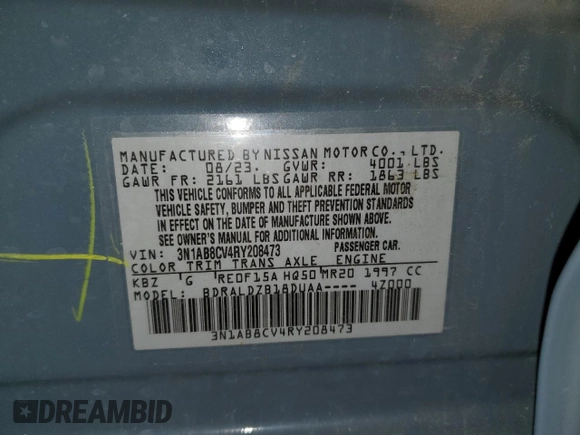 MANUFACTURED BY NISSAN MOTOR CO., LTD.
DATE: 08/23. GVWR: 4001 LBS
GAWR FR: 2161 LBS GAWR RR: 1863 LBS
THIS VEHICLE CONFORMS TO ALL APPLICABLE FEDERAL MOTOR
VEHICLE SAFETY, BUMPER AND THEFT PREVENTION STANDARDS
IN EFFECT ON THE DATE OF MANUFACTURE SHOWN ABOVE.
SEE OWNER'S MANUAL FOR ADDITIONAL INFORMATION.
VIN: 3N1AB8CV4RY208473 PASSENGER CAR.
COLOR TRIM TRANS AXLE ENGINE
KBZ G RE0F15A HQ50 MR20 1997 CC
MODEL: BDRALDZB18DUAA---- 4Z000
3N1AB8CV4RY208473
DREAMBID